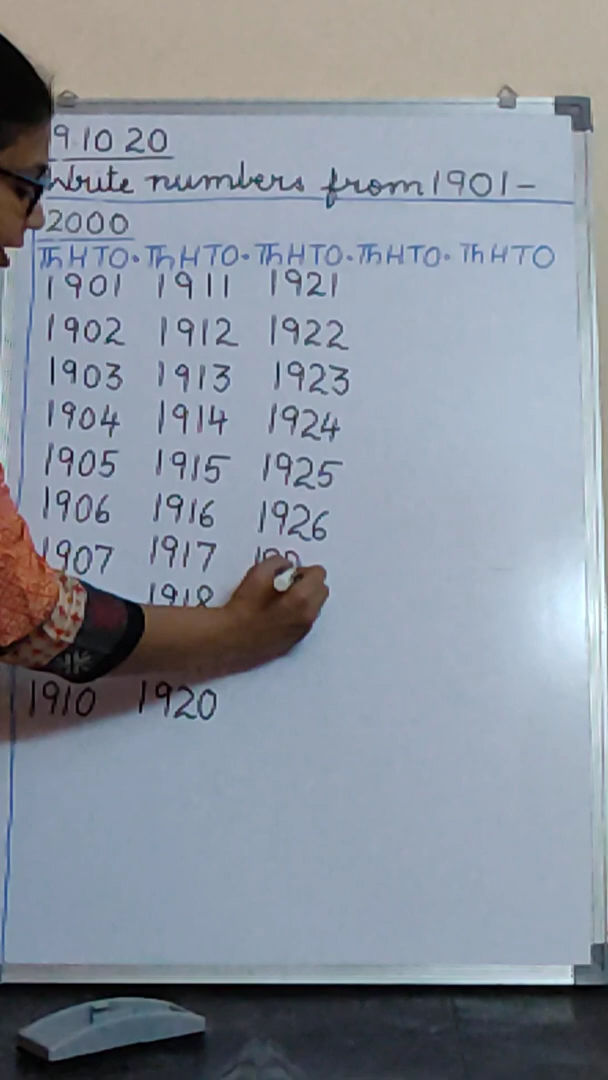 9.10 20
Write numbers from 1901-
2000
Th H T O. Th H T O. Th H T O. Th H T O. Th H T O
1901 1911 1921
1902 1912 1922
1903 1913 1923
1904 1914 1924
1905 1915 1925
1906 1916 1926
1907 1917
1918
1910 1920